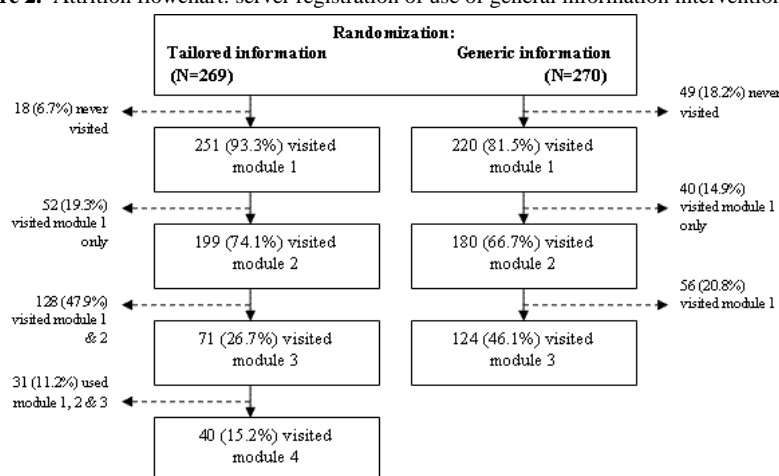 2. Attrition flowchart: server registration of use of general information intervention
Randomization:
Tailored information
(N=269)
Generic information
(N=270)
18 (6.7%) never
visited
49 (18.2%) never
visited
251 (93.3%) visited
module 1
220 (81.5%) visited
module 1
52 (19.3%)
visited module 1
only
40 (14.9%)
visited module 1
only
199 (74.1%) visited
module 2
180 (66.7%) visited
module 2
128 (47.9%)
visited module 1
& 2
56 (20.8%)
visited module 1
71 (26.7%) visited
module 3
124 (46.1%) visited
module 3
31 (11.2%) used
module 1, 2 & 3
40 (15.2%) visited
module 4